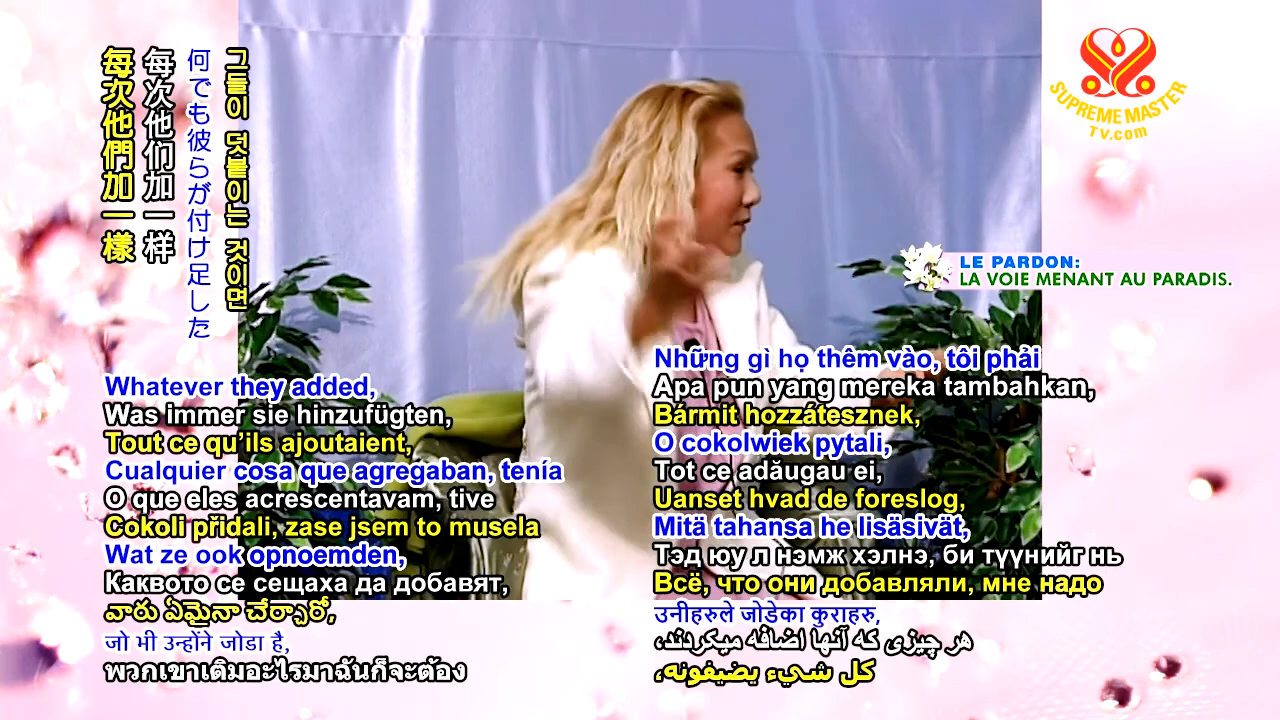 每次他們加一樣
每次他们加一样
何でも彼らが付け足した
그들이 덧붙이는 것이면
SUPREME MASTER
TV.com
LE PARDON:
LA VOIE MENANT AU PARADIS.
Whatever they added,
Was immer sie hinzufügten,
Tout ce qu'ils ajoutaient,
Cualquier cosa que agregaban, tenía
O que eles acrescentavam, tive
Cokoli přidali, zase jsem to musela
Wat ze ook opnoemden,
Каквото се сещаха да добавят,
వారు ఏమైనా చేర్చారో,
जो भी उन्होंने जोडा है,
พวกเขาเติมอะไรมาฉันก็จะต้อง
Những gì họ thêm vào, tôi phải
Apa pun yang mereka tambahkan,
Bármit hozzátesznek,
O cokolwiek pytali,
Tot ce adăugau ei,
Uanset hvad de foreslog,
Mitä tahansa he lisäsivät,
Тэд юу л нэмж хэлнэ, би түүнийг нь
Всё, что они добавляли, мне надо
उनीहरुले जोडेका कुराहरु,
هر چیزی که آنها اضافه میکردند،
كل شيء يضيفونه،